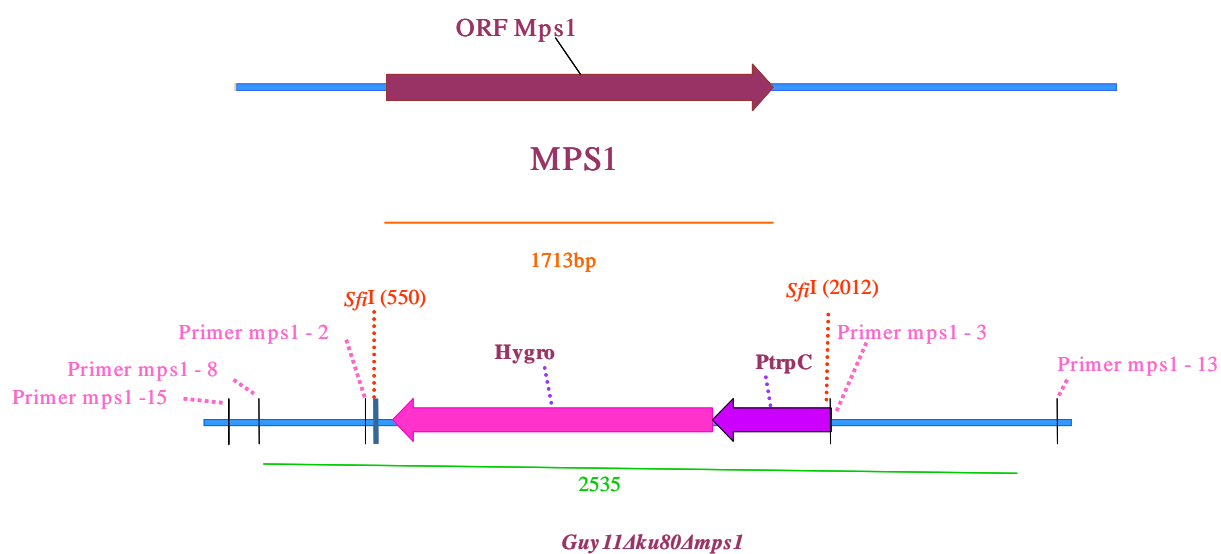 ORF Mps1
MPS1
1713bp
SfiI (550)
SfiI (2012)
Primer mps1 - 2
Primer mps1 - 3
Hygro
PtrpC
Primer mps1 - 8
Primer mps1 - 13
Primer mps1 -15
2535
Guy11Δku80Δmps1